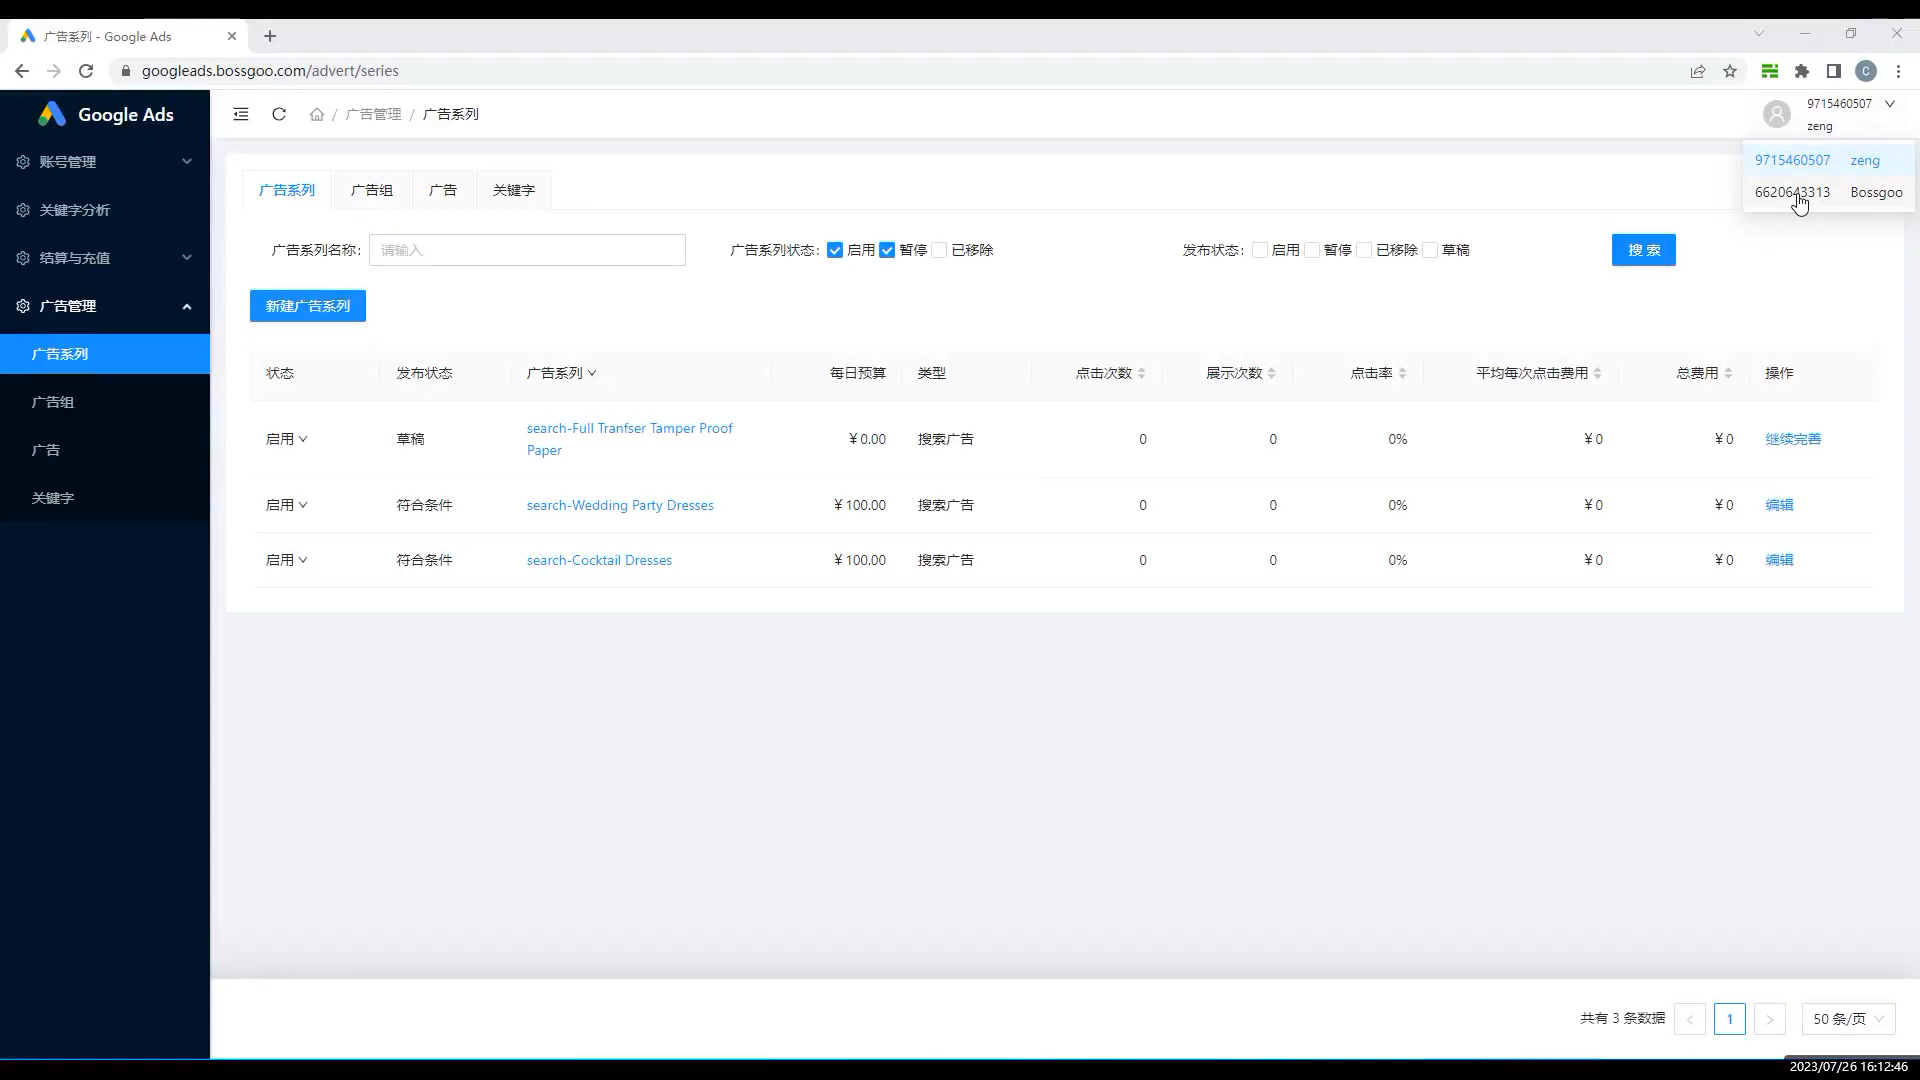 广告系列 - Google Ads
googleads.bossgoo.com/advert/series
C
Google Ads
账号管理
关键字分析
结算与充值
广告管理
广告系列
广告组
广告
关键字
/ 广告管理 / 广告系列
9715460507
zeng
9715460507 zeng
6620643313 Bossgoo
广告系列 广告组 广告 关键字
广告系列名称: 请输入 广告系列状态: 启用 暂停 已移除 发布状态: 启用 暂停 已移除 草稿 搜 索
新建广告系列
状态 发布状态 广告系列 每日预算 类型 点击次数 展示次数 点击率 平均每次点击费用 总费用 操作
启用 草稿 search-Full Tranfser Tamper Proof Paper ¥ 0.00 搜索广告 0 0 0% ¥ 0 ¥ 0 继续完善
启用 符合条件 search-Wedding Party Dresses ¥ 100.00 搜索广告 0 0 0% ¥ 0 ¥ 0 编辑
启用 符合条件 search-Cocktail Dresses ¥ 100.00 搜索广告 0 0 0% ¥ 0 ¥ 0 编辑
共有 3 条数据 < 1 > 50 条/页
2023/07/26 16:12:46